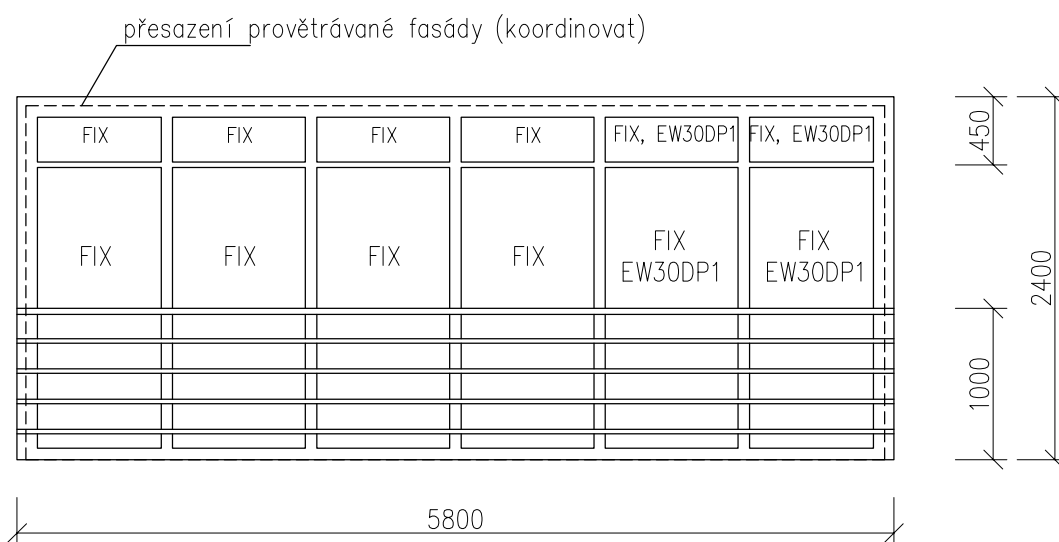 přesazení provětrávané fasády (koordinovat)
FIX
FIX
FIX
FIX
FIX, EW30DP1
FIX, EW30DP1
450
FIX
FIX
FIX
FIX
FIX
EW30DP1
FIX
EW30DP1
2400
1000
5800